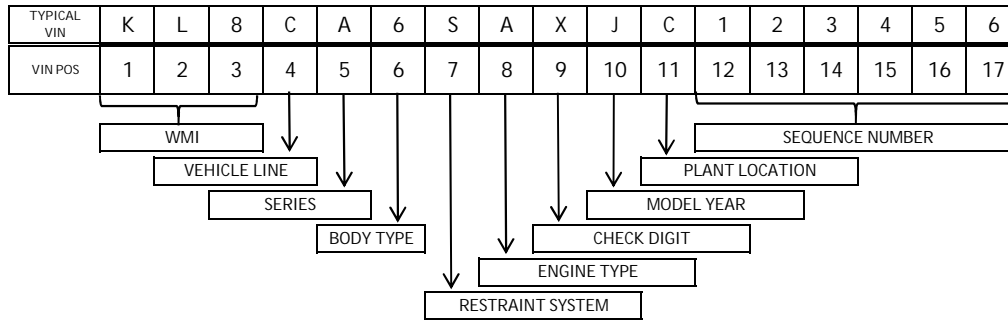 TYPICAL VIN K L 8 C A 6 S A X J C 1 2 3 4 5 6
VIN POS 1 2 3 4 5 6 7 8 9 10 11 12 13 14 15 16 17
WMI SEQUENCE NUMBER
VEHICLE LINE PLANT LOCATION
SERIES MODEL YEAR
BODY TYPE CHECK DIGIT
ENGINE TYPE
RESTRAINT SYSTEM